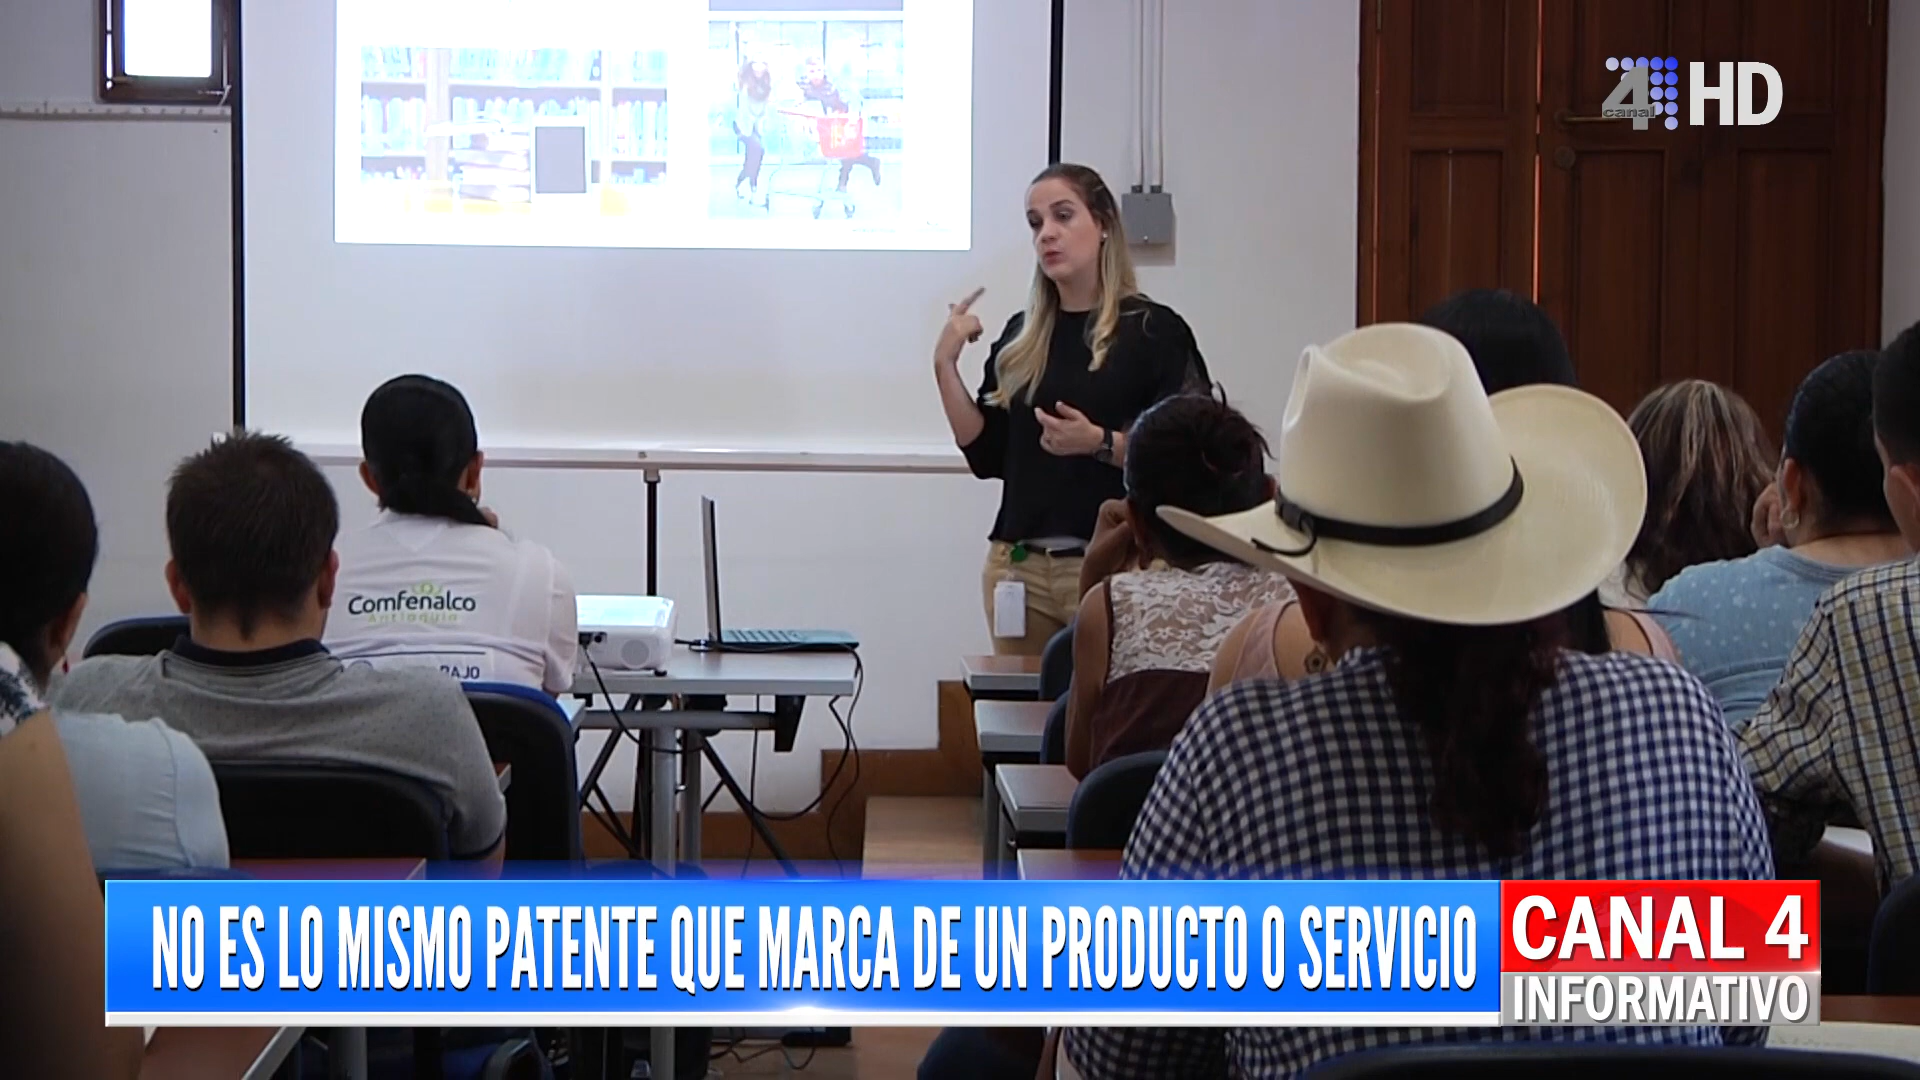 4
canal
HD
Comfenalco
Antioquia
NO ES LO MISMO PATENTE QUE MARCA DE UN PRODUCTO O SERVICIO
CANAL 4
INFORMATIVO